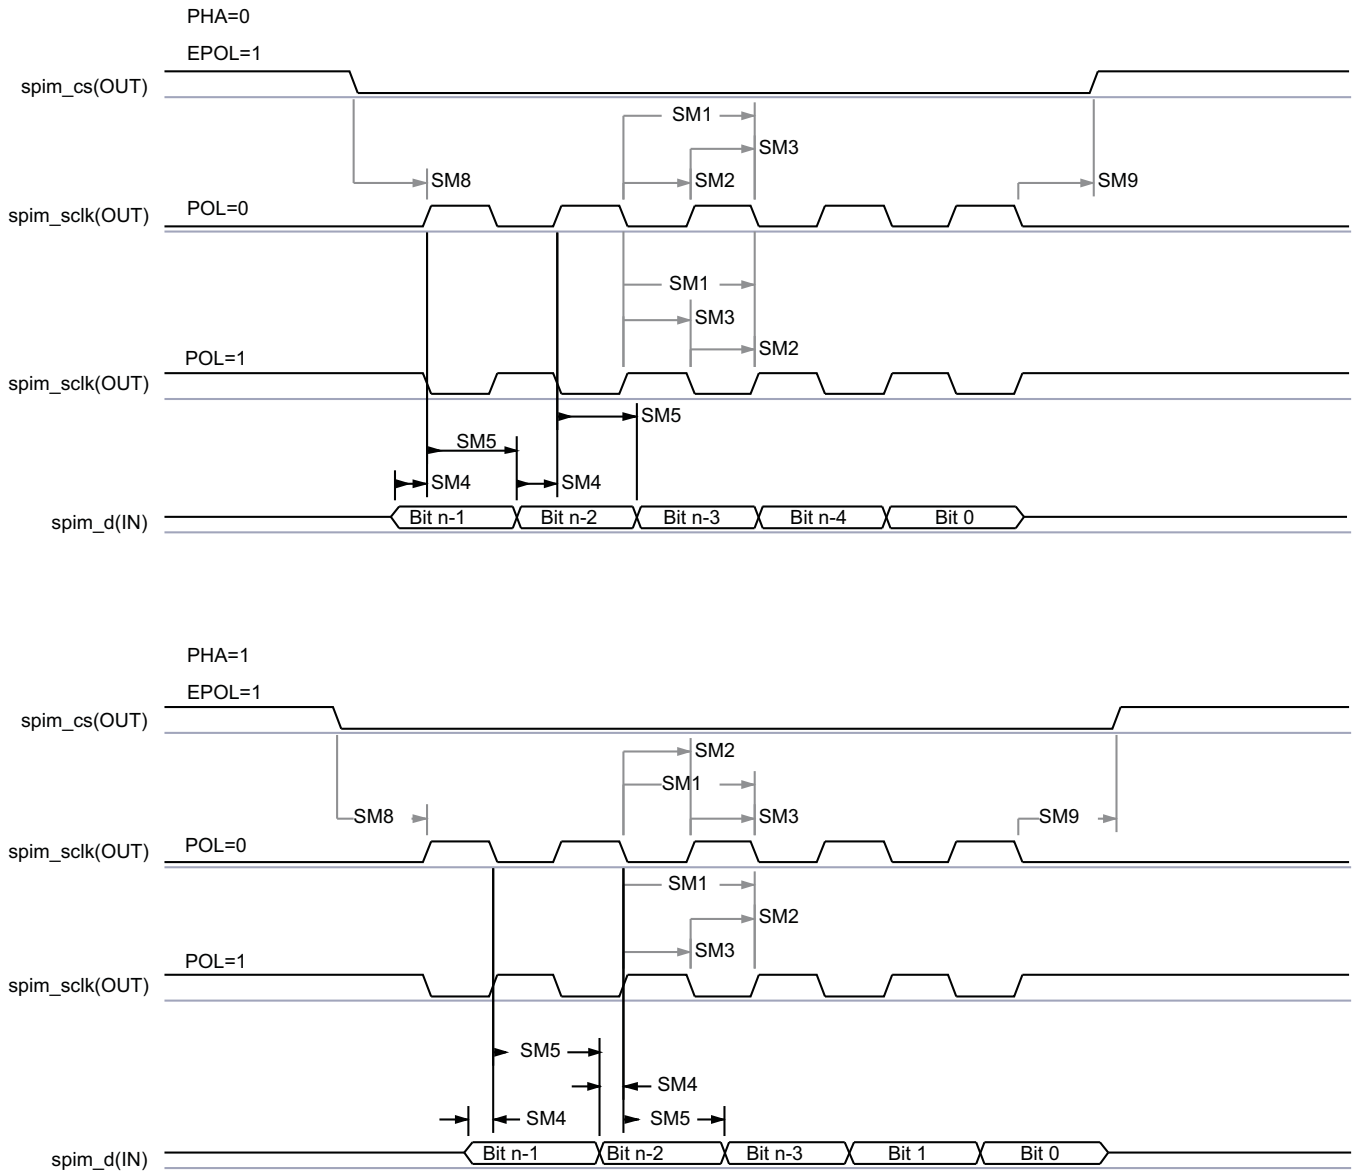 PHA=0
EPOL=1
spim_cs(OUT)
SM1
SM3
SM8 SM2 SM9
POL=0
spim_sclk(OUT)
SM1
SM3
SM2
POL=1
spim_sclk(OUT)
SM5
SM5
SM4 SM4
spim_d(IN) Bit n-1 Bit n-2 Bit n-3 Bit n-4 Bit 0
PHA=1
EPOL=1
spim_cs(OUT)
SM2
SM1
SM8 SM3 SM9
POL=0
spim_sclk(OUT)
SM1
SM2
SM3
POL=1
spim_sclk(OUT)
SM5
SM4
SM4 SM5
spim_d(IN) Bit n-1 Bit n-2 Bit n-3 Bit 1 Bit 0